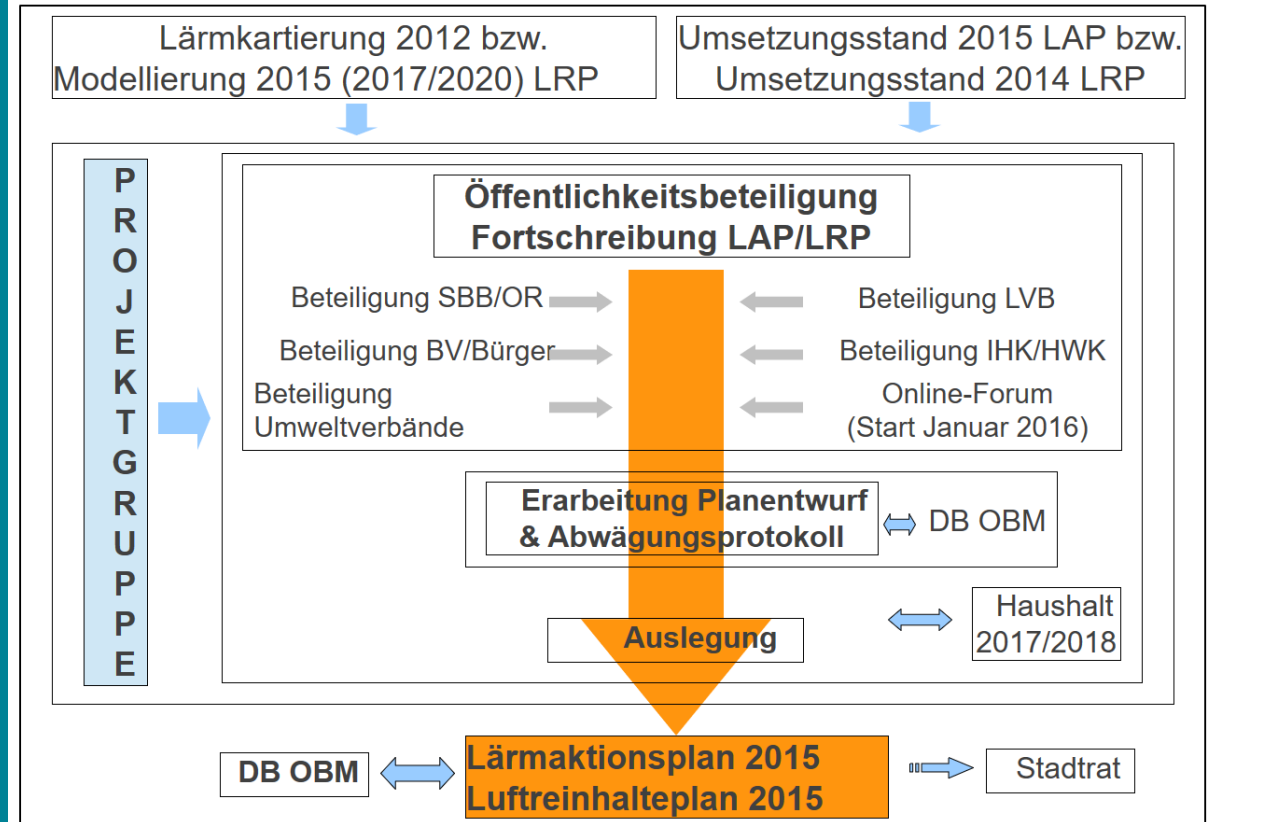 Lärmkartierung 2012 bzw.
Modellierung 2015 (2017/2020) LRP
Umsetzungsstand 2015 LAP bzw.
Umsetzungsstand 2014 LRP
PROJEKTGRUPPE
Öffentlichkeitsbeteiligung
Fortschreibung LAP/LRP
Beteiligung SBB/OR
Beteiligung LVB
Beteiligung BV/Bürger
Beteiligung IHK/HWK
Beteiligung
Umweltverbände
Online-Forum
(Start Januar 2016)
Erarbeitung Planentwurf
& Abwägungsprotokoll
DB OBM
Haushalt
2017/2018
Auslegung
DB OBM
Lärmaktionsplan 2015
Luftreinhalteplan 2015
Stadtrat